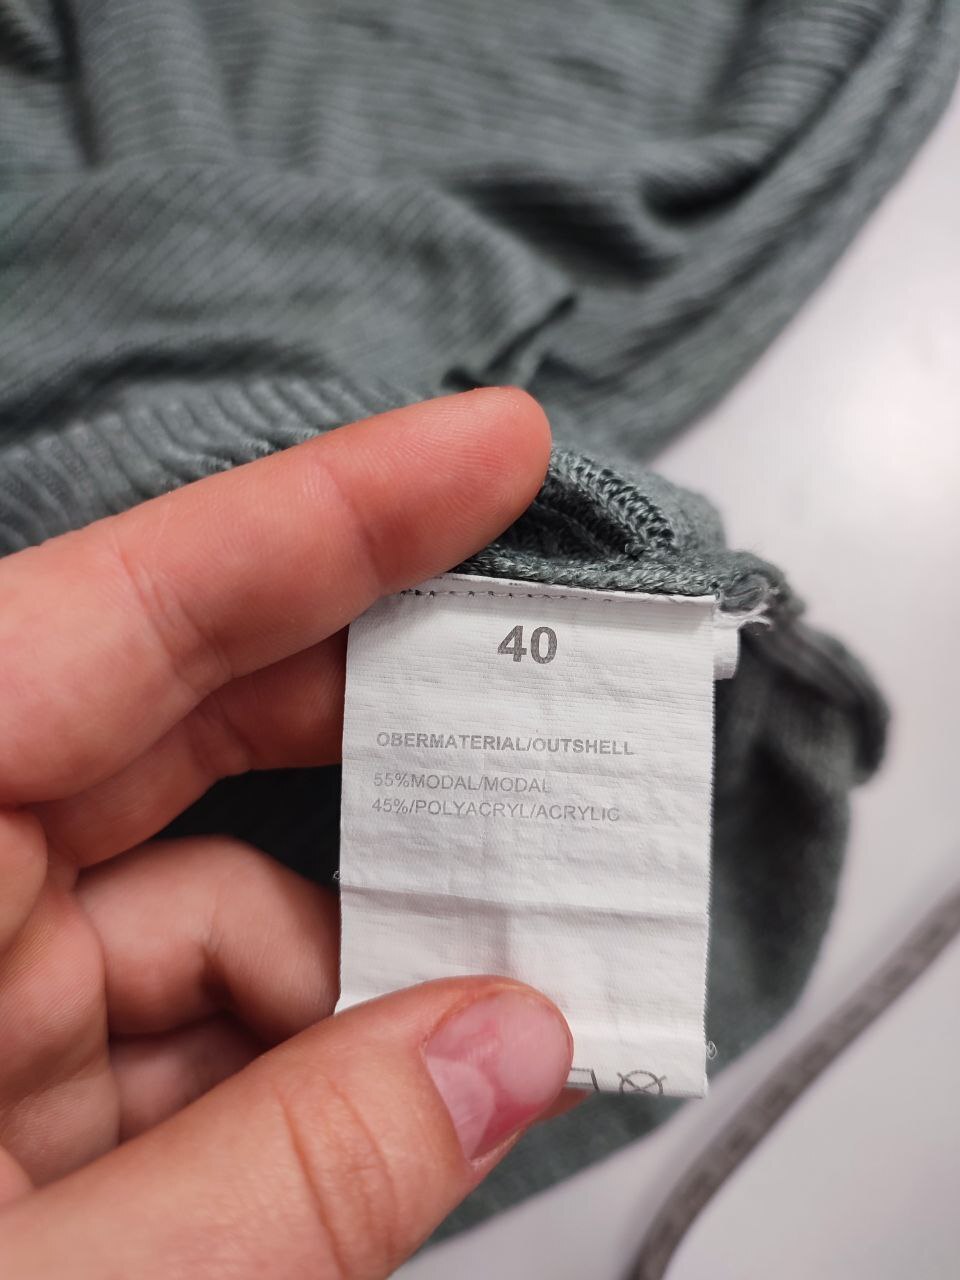 40
OBERMATERIAL/OUTSHELL
55%MODAL/MODAL
45%/POLYACRYL/ACRYLIC